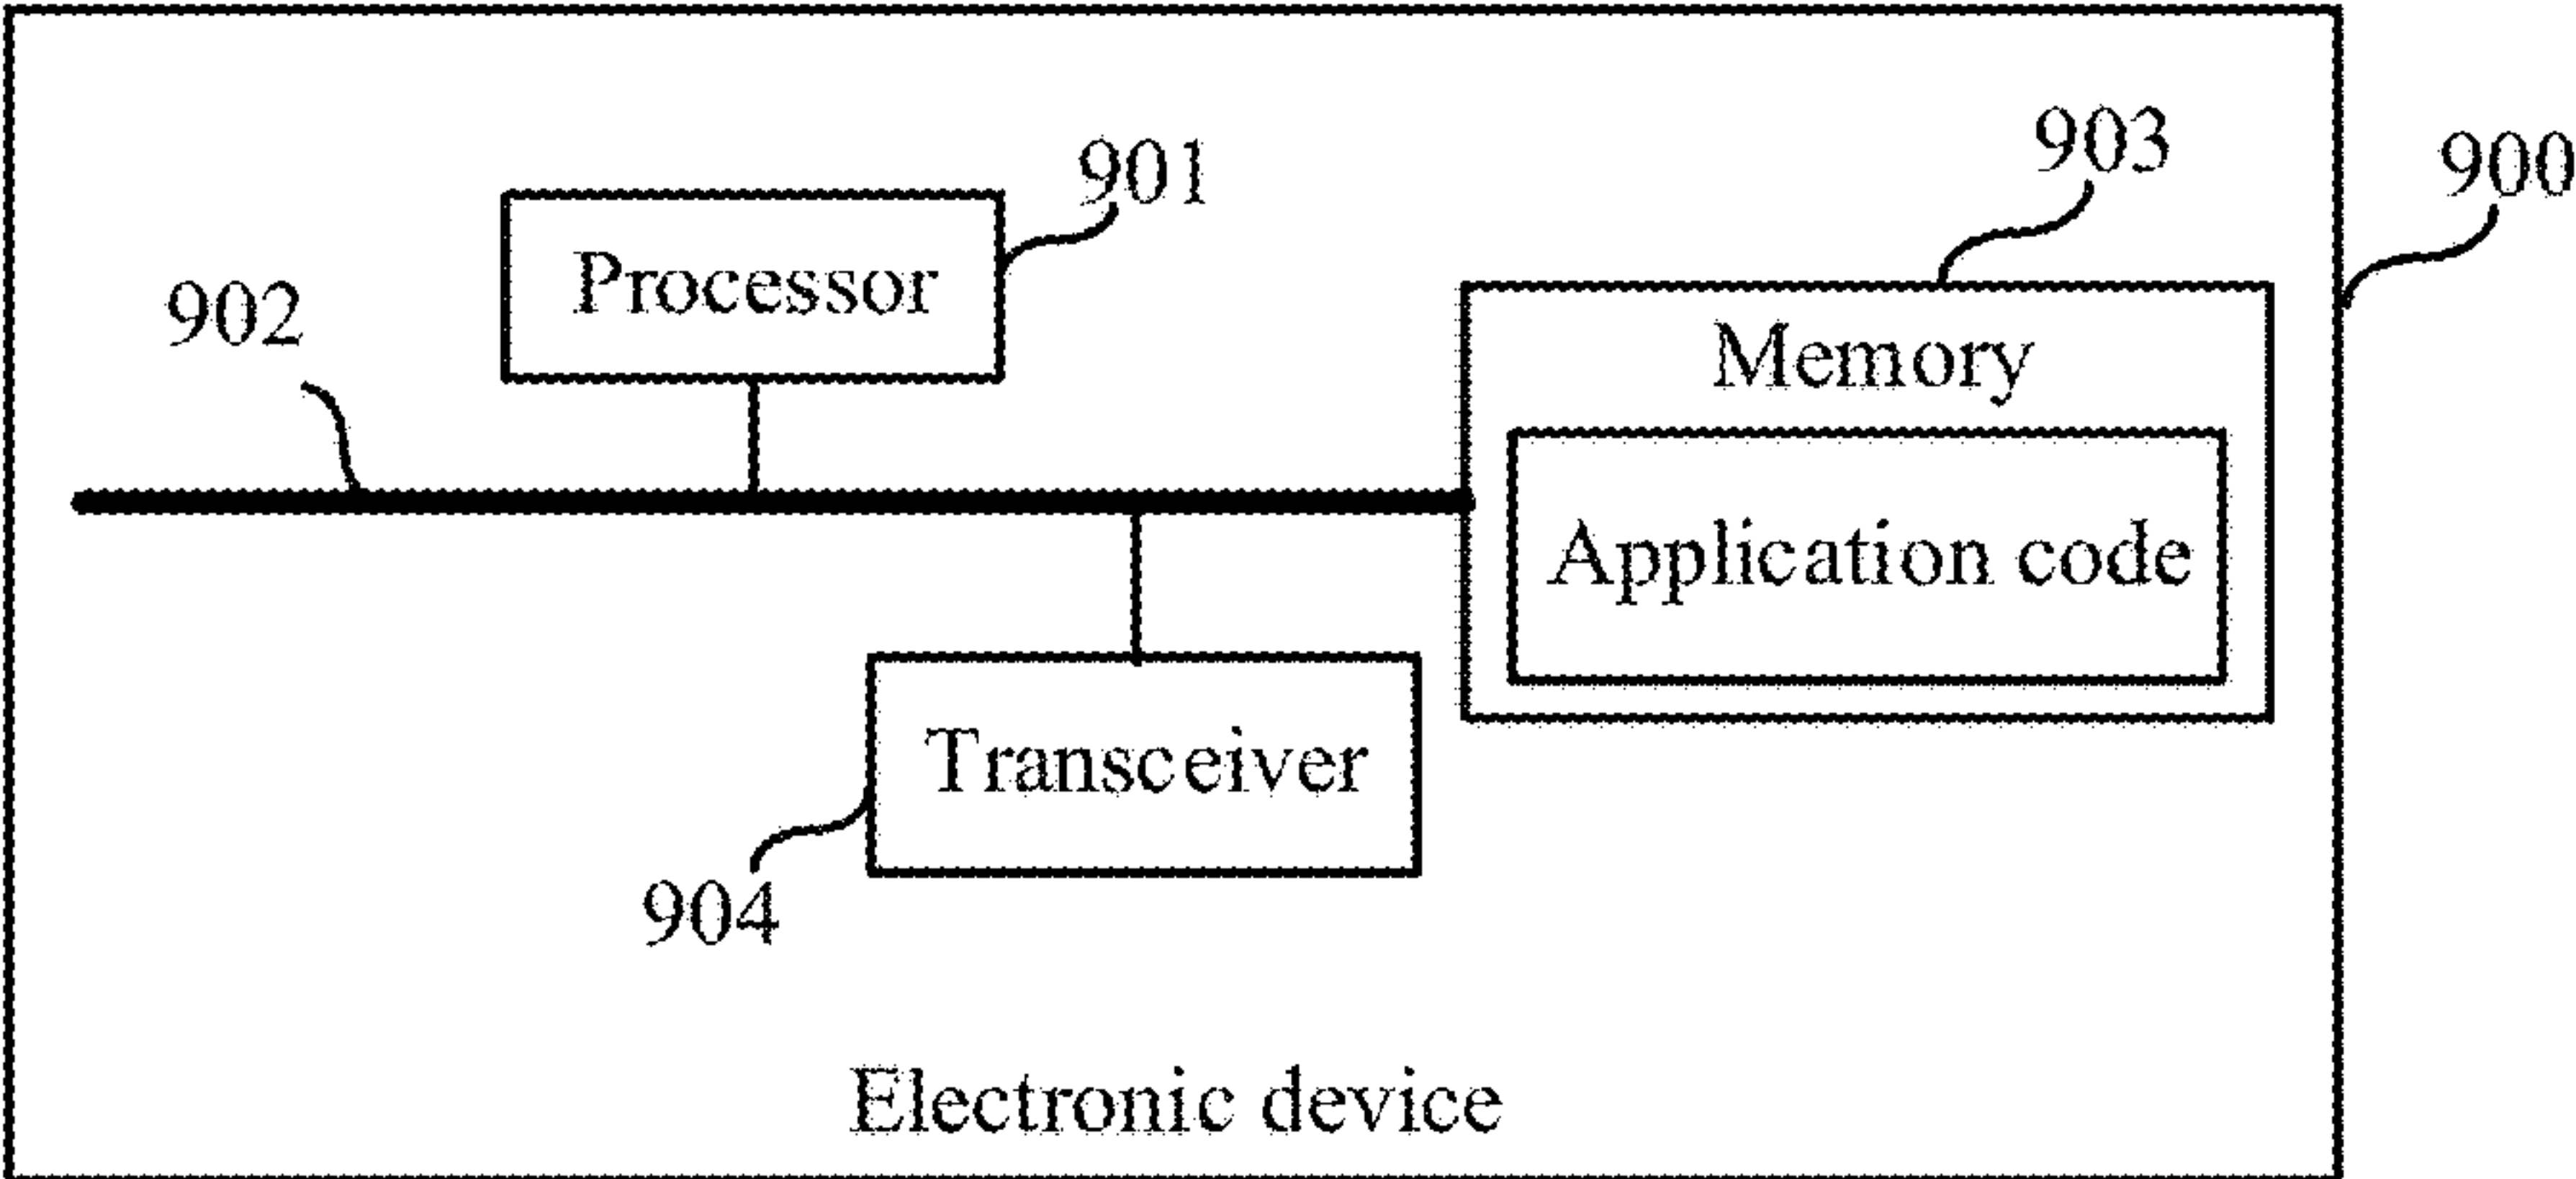 901
903
900
Processor
902
Memory
Application code
Transceiver
904
Electronic device